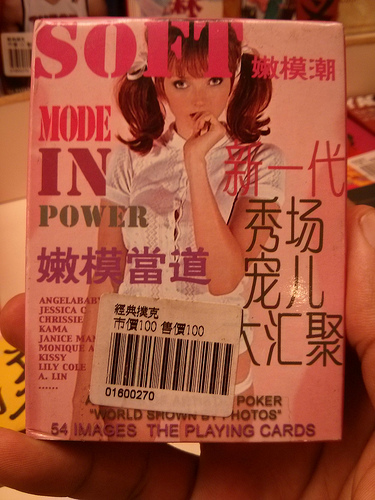 SOFT
嫩模潮
MODE
IN
POWER
新一代
秀场
宠儿
大汇聚
嫩模當道
ANGELABABY
JESSICA C
CHRISSIE
KAMA
JANICE MAN
MONIQUE A
KISSY
LILY COLE
A. LIN
......
經典撲克
市價100 售價100
01600270
POKER
"WORLD SHOWN BY PHOTOS"
54 IMAGES THE PLAYING CARDS